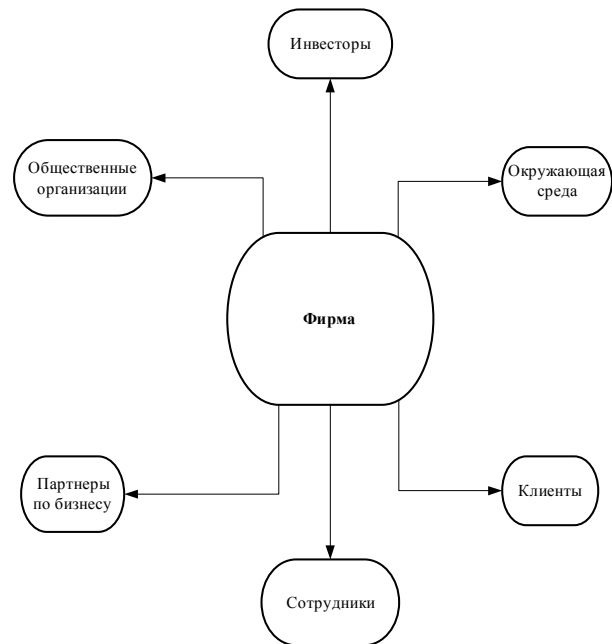 Инвесторы
Общественные
организации
Окружающая
среда
Фирма
Партнеры
по бизнесу
Клиенты
Сотрудники